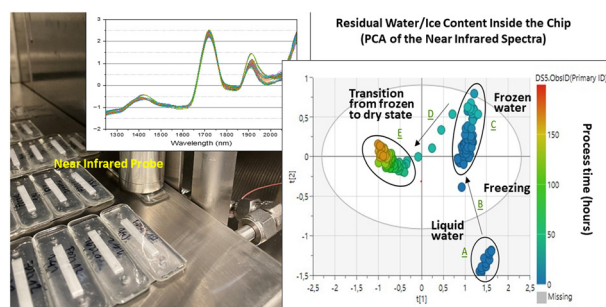 3
2
1
0
-1
-2
1300
1400
1500
1600
1700
1800
1900
2000
Wavelength (nm)
Near Infrared Probe
Residual Water/Ice Content Inside the Chip
(PCA of the Near Infrared Spectra)
DS5.ObsID(Primary ID)
Transition
from frozen
to dry state
Frozen
water
Freezing
Liquid
water
A
B
C
D
E
1
0,5
0
-0,5
-1
-1,5
t[2]
-2,5
-1,5
-0,5
0
0,5
1,5
2,5
t[1]
150
100
50
0
Missing
Process time (hours)